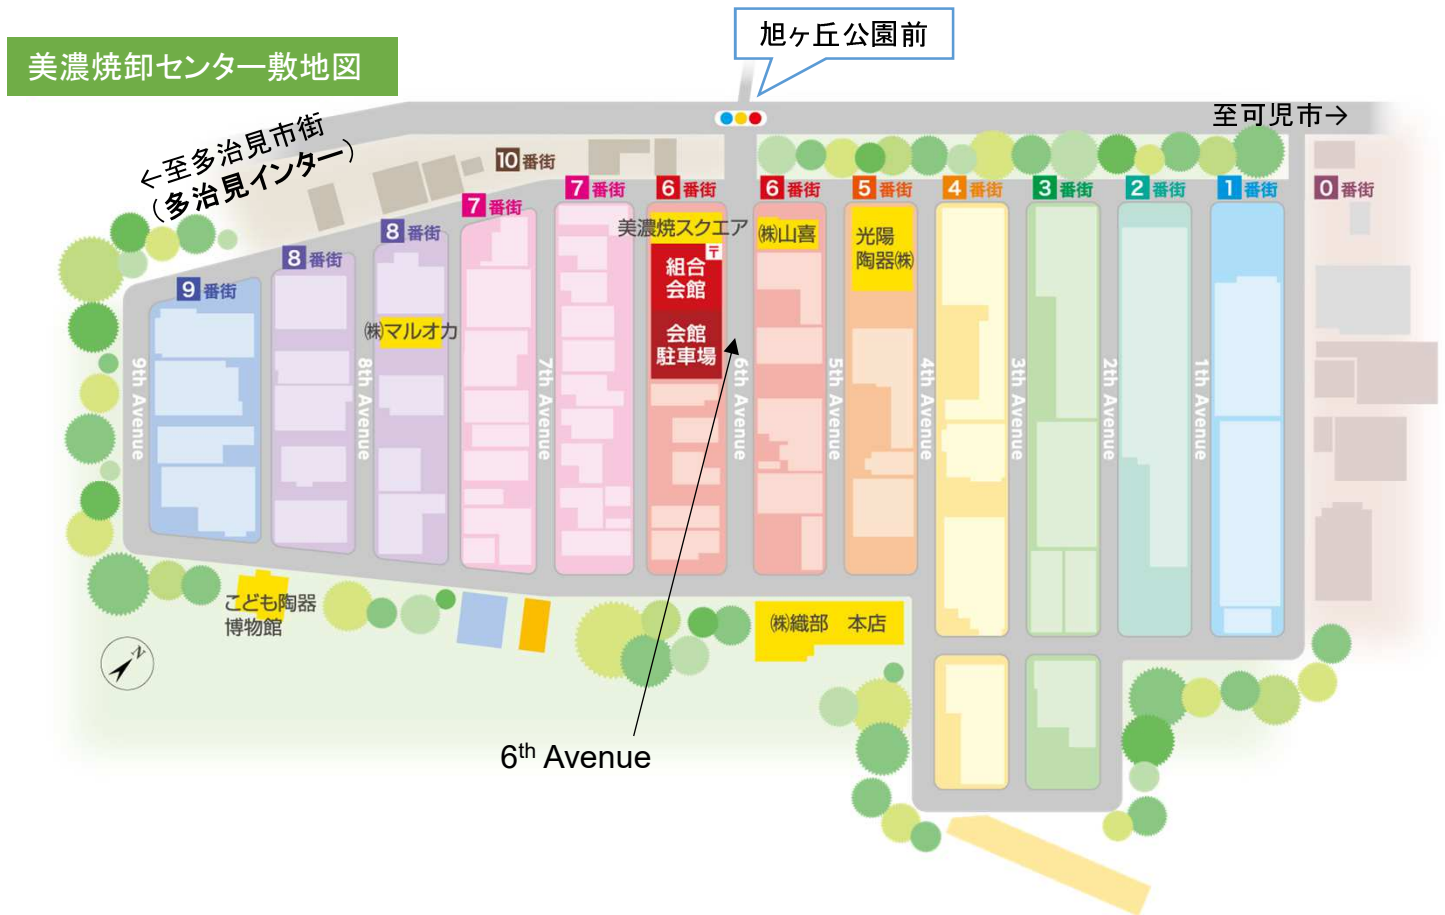 旭ヶ丘公園前
美濃焼卸センター敷地図
至可児市→
←至多治見市街
（多治見インター）
10番街
7番街
6番街
6番街
5番街
4番街
3番街
2番街
1番街
0番街
7番街
8番街
8番街
9番街
美濃焼スクエア
㈱山喜
光陽
陶器㈱
〒
組合
会館
会館
駐車場
㈱マルオカ
9th Avenue
8th Avenue
7th Avenue
6th Avenue
5th Avenue
4th Avenue
3th Avenue
2th Avenue
1th Avenue
こども陶器
博物館
㈱織部　本店
N
6th Avenue